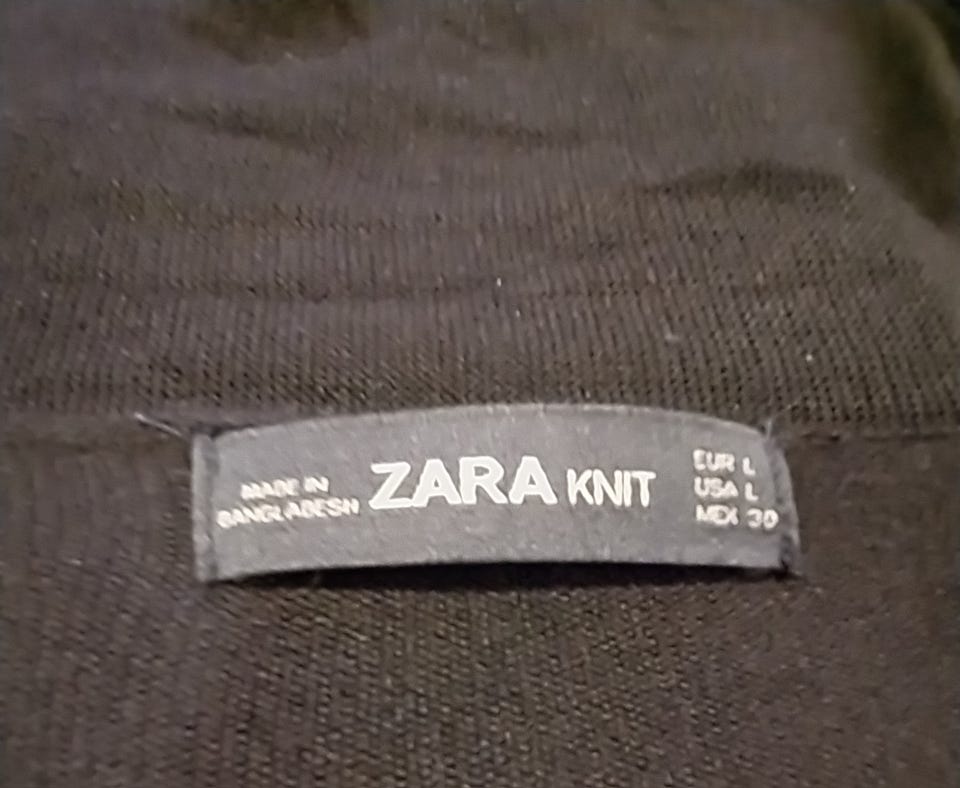 MADE IN
BANGLADESH
ZARA KNIT
EUR L
USA L
MEX 30